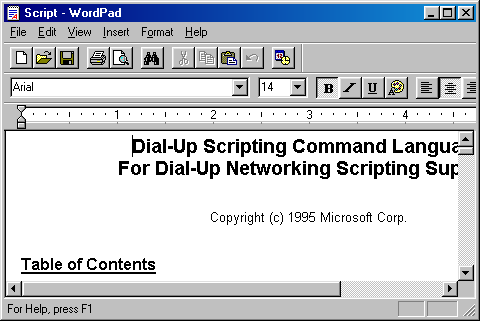 Script - WordPad
File Edit View Insert Format Help
Arial 14 B I U
1 2 3 4
Dial-Up Scripting Command Langua
For Dial-Up Networking Scripting Sup
Copyright (c) 1995 Microsoft Corp.
Table of Contents
For Help, press F1